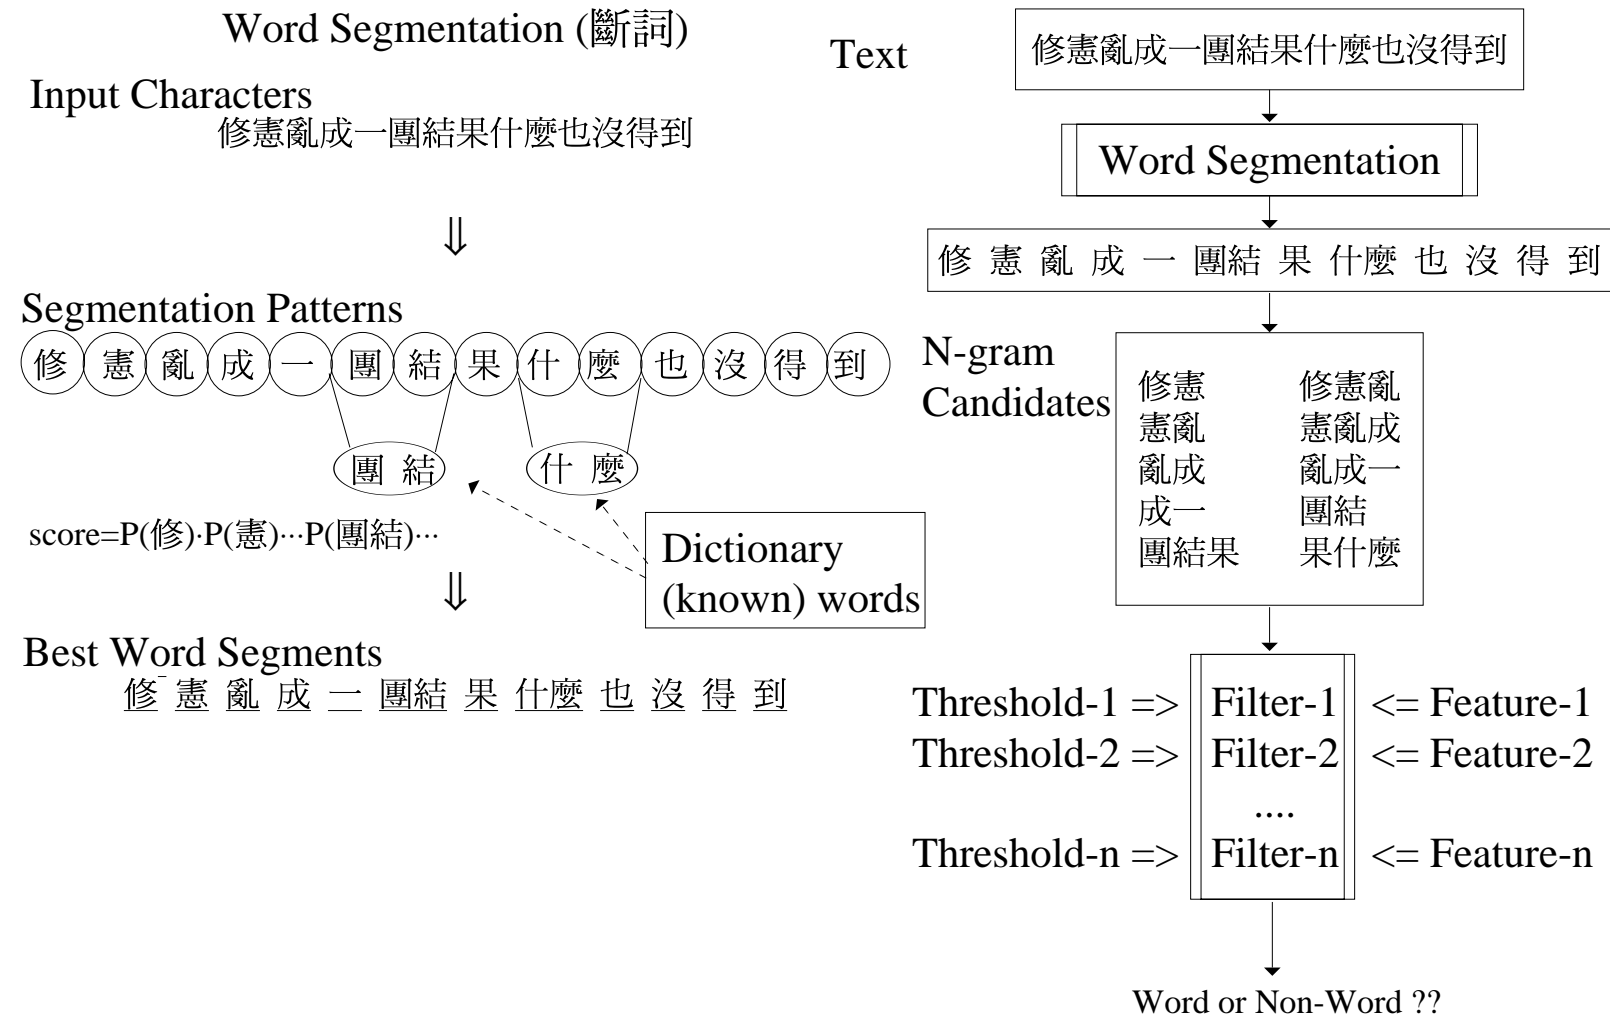 Word Segmentation (斷詞)
Input Characters
修憲亂成一團結果什麼也沒得到
⇓
Segmentation Patterns
修 憲 亂 成 一 團 結 果 什 麼 也 沒 得 到
團 結 什 麼
score=P(修)·P(憲)···P(團結)···
Dictionary
(known) words
⇓
Best Word Segments
修 憲 亂 成 一 團結 果 什麼 也 沒 得 到
Text
修憲亂成一團結果什麼也沒得到
Word Segmentation
修 憲 亂 成 一 團結 果 什麼 也 沒 得 到
N-gram
Candidates
修憲 修憲亂
憲亂 憲亂成
亂成 亂成一
成一 團結
團結果 果什麼
Threshold-1 => Filter-1 <= Feature-1
Threshold-2 => Filter-2 <= Feature-2
....
Threshold-n => Filter-n <= Feature-n
Word or Non-Word ??